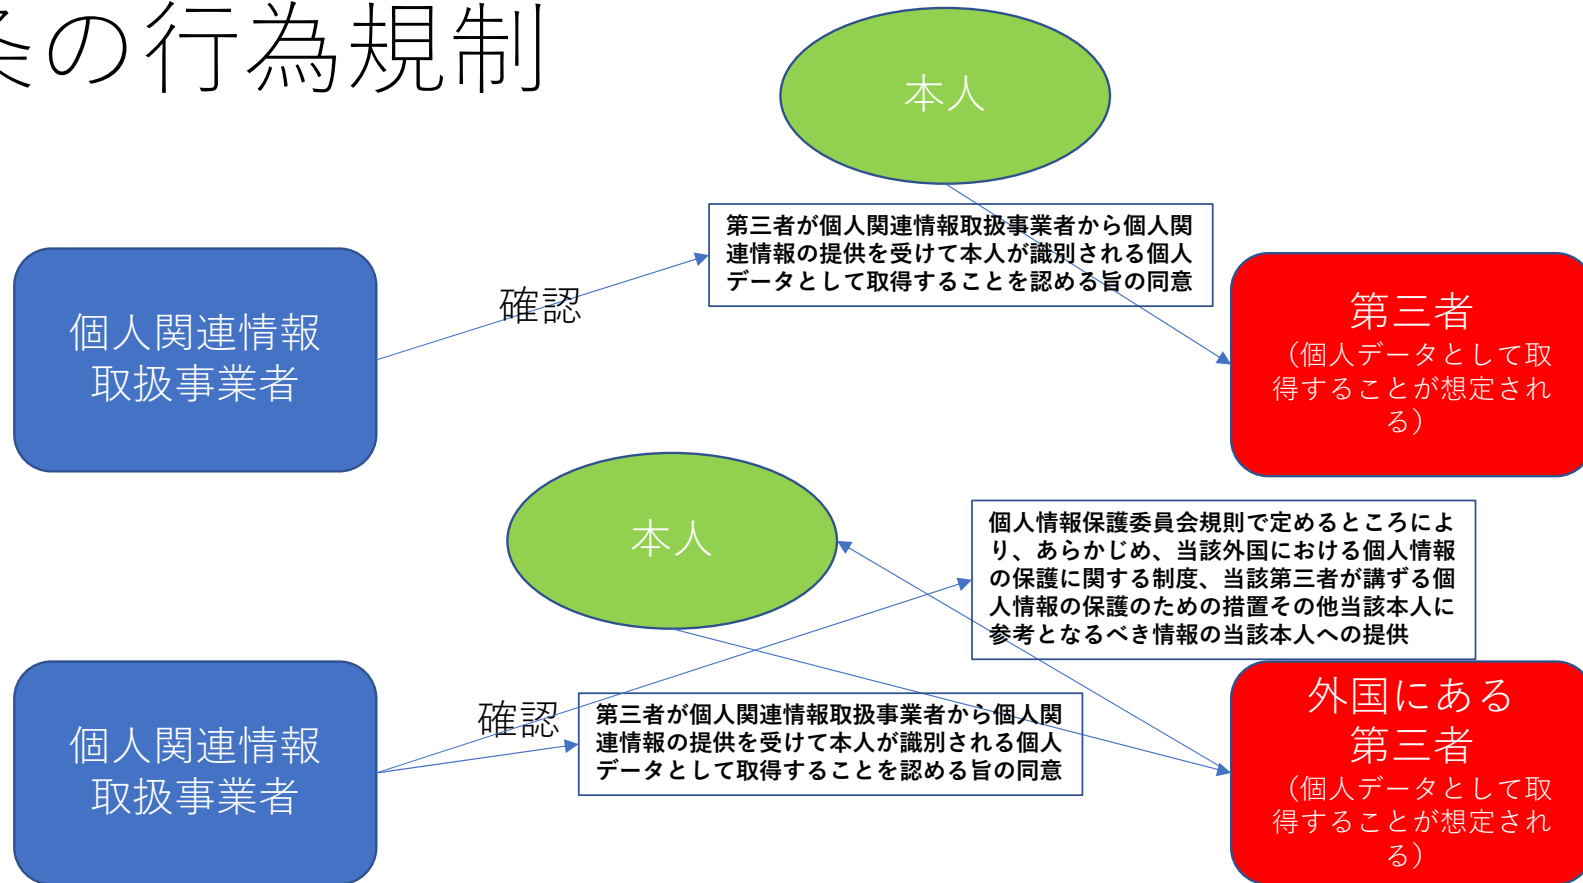 条の行為規制
本人
第三者が個人関連情報取扱事業者から個人関
連情報の提供を受けて本人が識別される個人
データとして取得することを認める旨の同意
確認
個人関連情報
取扱事業者
第三者
（個人データとして取
得することが想定され
る）
本人
個人情報保護委員会規則で定めるところによ
り、あらかじめ、当該外国における個人情報
の保護に関する制度、当該第三者が講ずる個
人情報の保護のための措置その他当該本人に
参考となるべき情報の当該本人への提供
確認
第三者が個人関連情報取扱事業者から個人関
連情報の提供を受けて本人が識別される個人
データとして取得することを認める旨の同意
個人関連情報
取扱事業者
外国にある
第三者
（個人データとして取
得することが想定され
る）